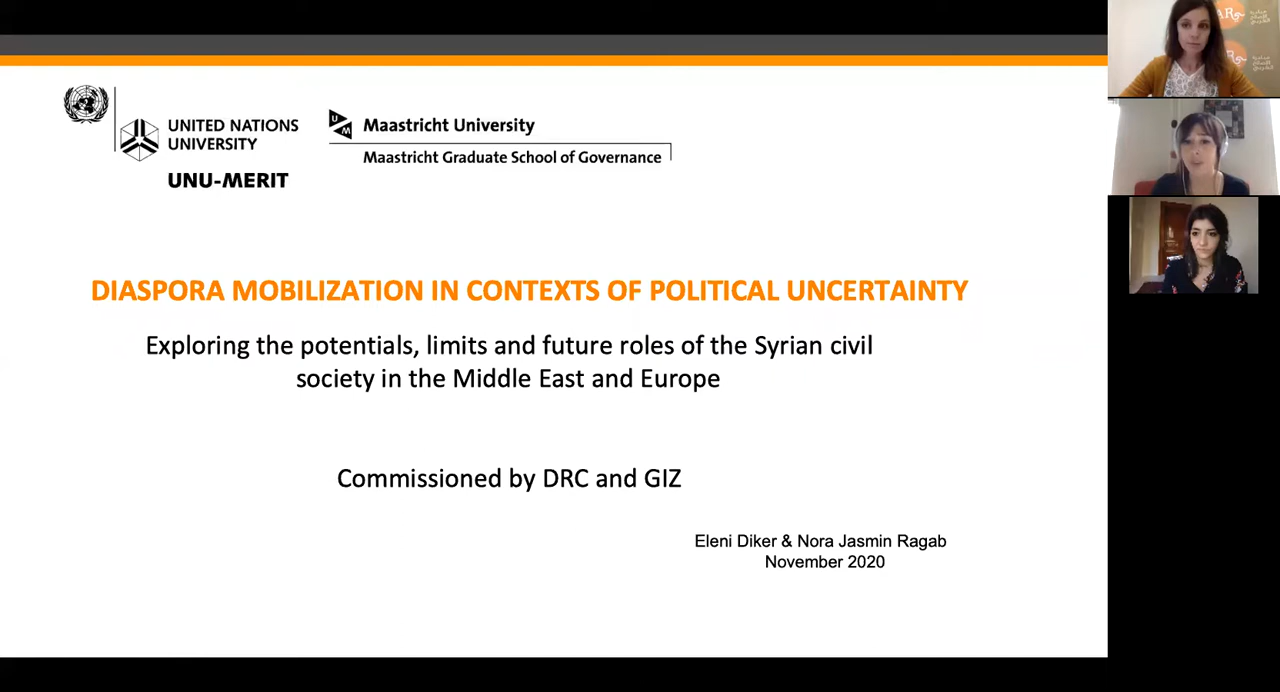 UNITED NATIONS
UNIVERSITY
UNU-MERIT
U
M
Maastricht University
Maastricht Graduate School of Governance
DIASPORA MOBILIZATION IN CONTEXTS OF POLITICAL UNCERTAINTY
Exploring the potentials, limits and future roles of the Syrian civil
society in the Middle East and Europe
Commissioned by DRC and GIZ
Eleni Diker & Nora Jasmin Ragab
November 2020
AR